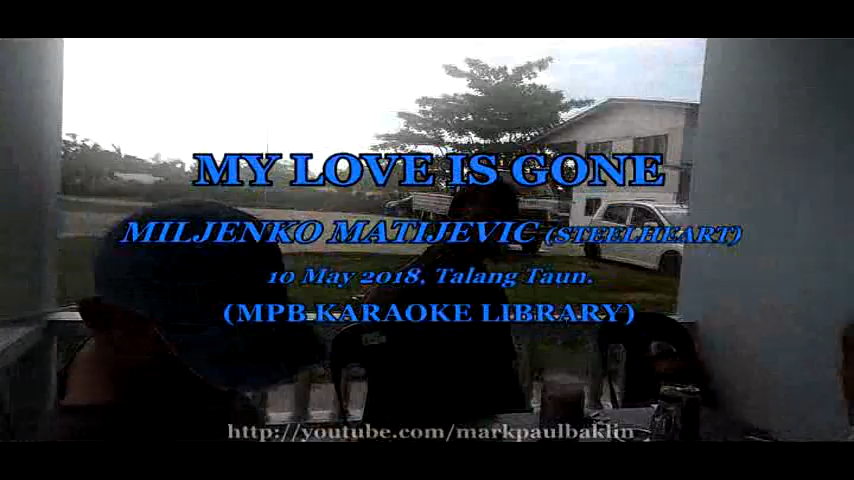 MY LOVE IS GONE
MILJENKO MATIJEVIC (STEELHEART)
10 May 2018, Talang Taun.
(MPB KARAOKE LIBRARY)
http://youtube.com/markpaulbaklin